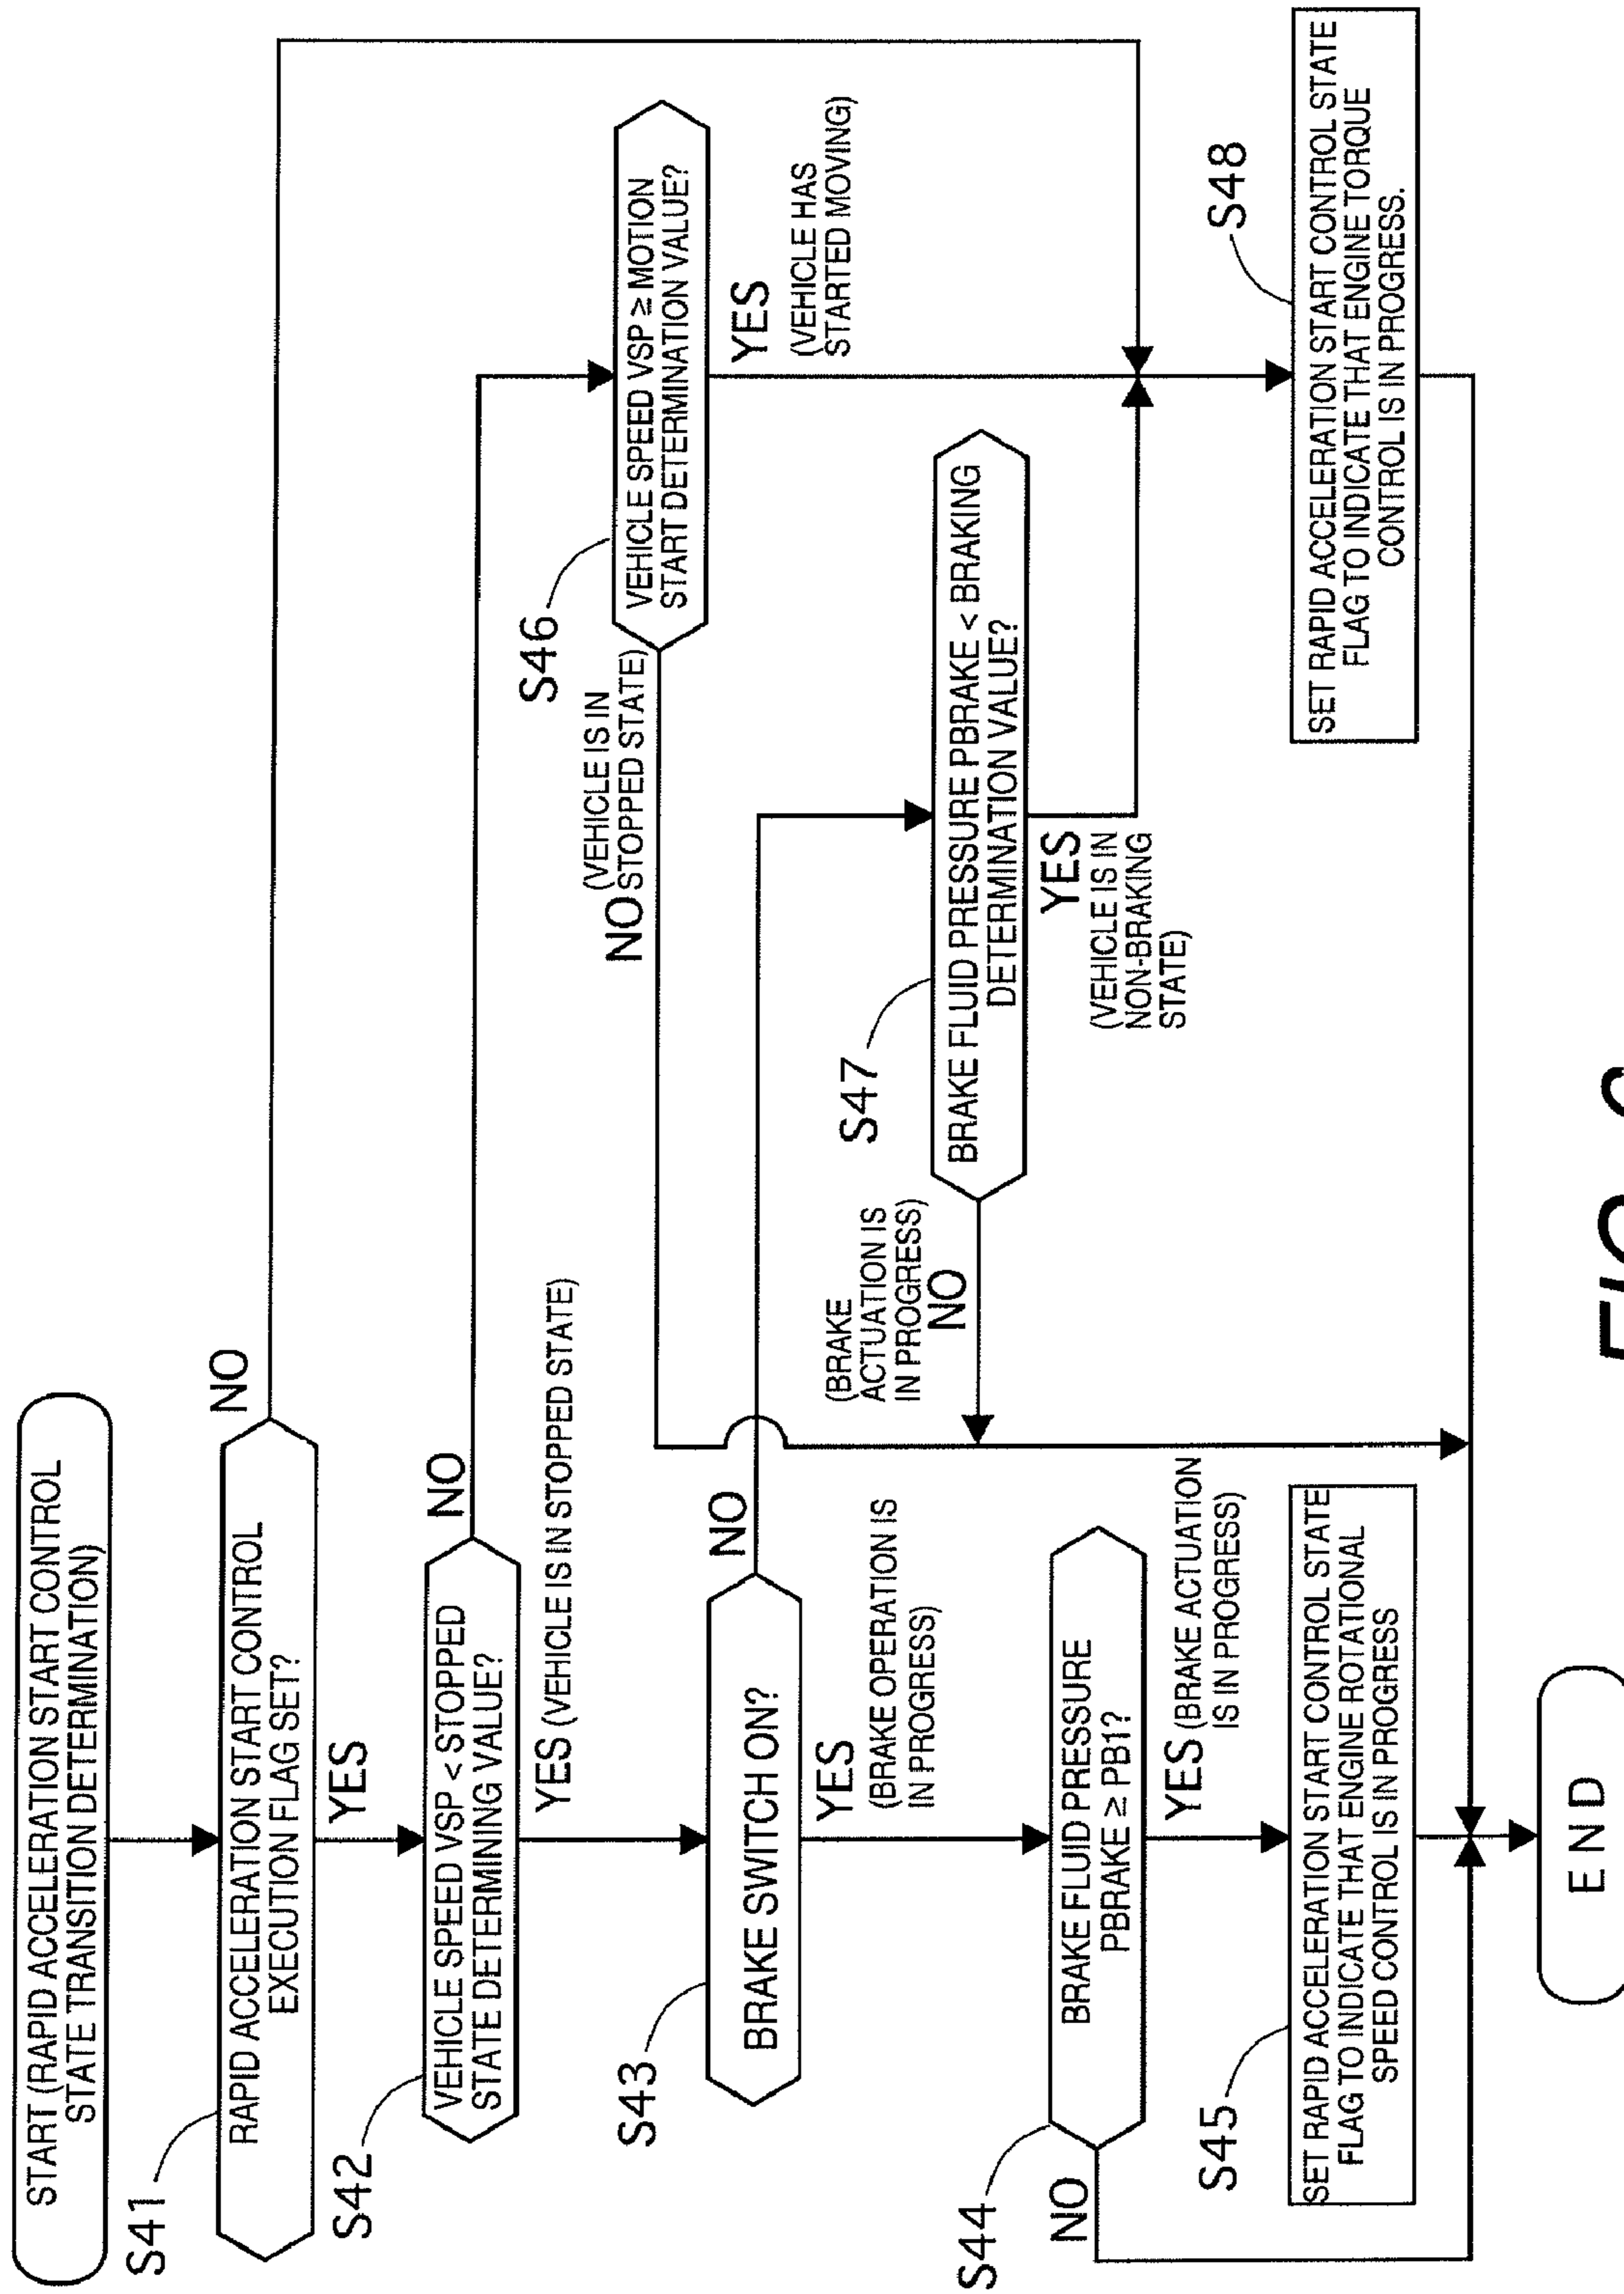 START (RAPID ACCELERATION START CONTROL
STATE TRANSITION DETERMINATION)
S41
RAPID ACCELERATION START CONTROL
EXECUTION FLAG SET?
NO
YES
S42
VEHICLE SPEED VSP < STOPPED
STATE DETERMINING VALUE?
NO
YES (VEHICLE IS IN STOPPED STATE)
S43
BRAKE SWITCH ON?
NO
YES
(BRAKE OPERATION IS
IN PROGRESS)
S44
BRAKE FLUID PRESSURE
PBRAKE ≥ PB1?
NO
YES (BRAKE ACTUATION
IS IN PROGRESS)
S45
SET RAPID ACCELERATION START CONTROL STATE
FLAG TO INDICATE THAT ENGINE ROTATIONAL
SPEED CONTROL IS IN PROGRESS
S46
VEHICLE SPEED VSP ≥ MOTION
START DETERMINATION VALUE?
(VEHICLE IS IN
NO STOPPED STATE)
YES
(VEHICLE HAS
STARTED MOVING)
S47
BRAKE FLUID PRESSURE PBRAKE < BRAKING
DETERMINATION VALUE?
(BRAKE
ACTUATION IS
IN PROGRESS)
NO
YES
(VEHICLE IS IN
NON-BRAKING
STATE)
S48
SET RAPID ACCELERATION START CONTROL STATE
FLAG TO INDICATE THAT ENGINE TORQUE
CONTROL IS IN PROGRESS.
END
FIG.